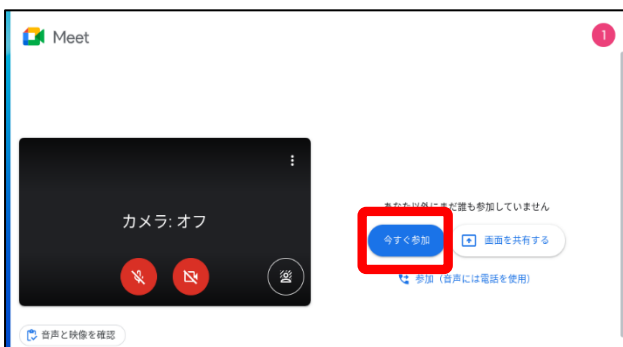 Meet
1
カメラ: オフ
あなた以外にまだ誰も参加していません
今すぐ参加
画面を共有する
参加（音声には電話を使用）
音声と映像を確認